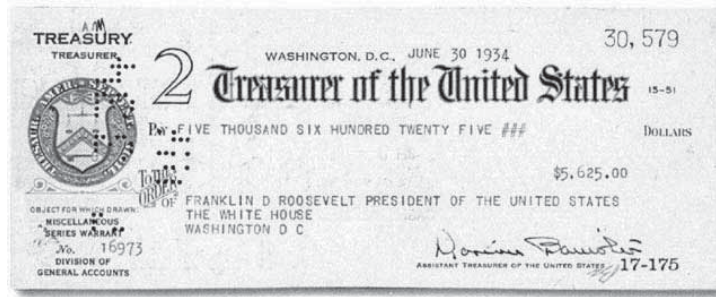 TREASURY
TREASURER
30,579
WASHINGTON, D.C., JUNE 30 1934
2 Treasurer of the United States 15-51
PAY FIVE THOUSAND SIX HUNDRED TWENTY FIVE ### DOLLARS
$5,625.00
TO THE
ORDER
OF FRANKLIN D ROOSEVELT PRESIDENT OF THE UNITED STATES
THE WHITE HOUSE
WASHINGTON D C
OBJECT FOR WHICH DRAWN:
MISCELLANEOUS
SERIES WARRANT
No. 16973
DIVISION OF
GENERAL ACCOUNTS
ASSISTANT TREASURER OF THE UNITED STATES
17-175